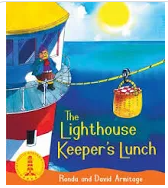 The
Lighthouse
Keeper's Lunch
Ronda and David Armitage